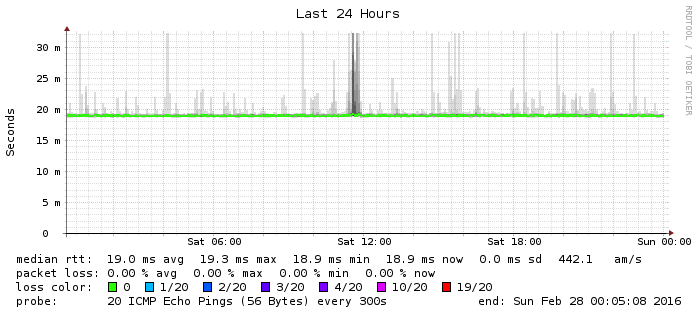 Last 24 Hours
RRDTOOL / TOBI OETIKER
Seconds
30 m
25 m
20 m
15 m
10 m
5 m
0
Sat 06:00 Sat 12:00 Sat 18:00 Sun 00:00
median rtt: 19.0 ms avg 19.3 ms max 18.9 ms min 18.9 ms now 0.0 ms sd 442.1 am/s
packet loss: 0.00 % avg 0.00 % max 0.00 % min 0.00 % now
loss color: 0 1/20 2/20 3/20 4/20 10/20 19/20
probe: 20 ICMP Echo Pings (56 Bytes) every 300s end: Sun Feb 28 00:05:08 2016